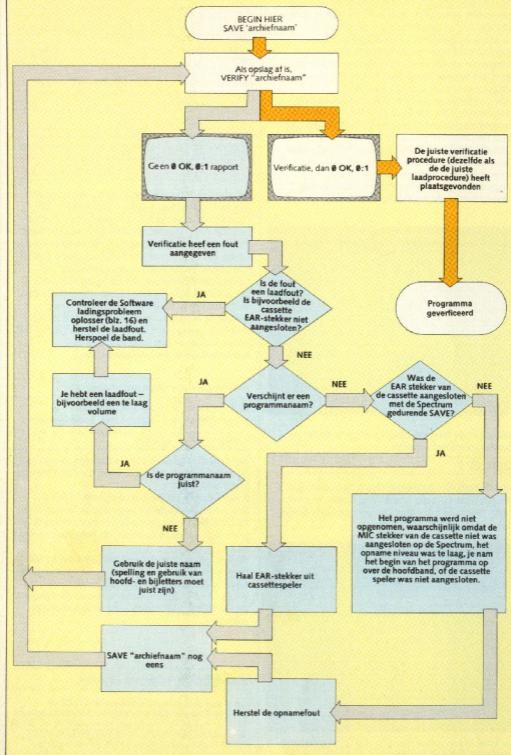 BEGIN HIER
SAVE 'archiefnaam'
Als opslag af is,
VERIFY "archiefnaam"
Geen 0 OK, 0:1 rapport
Verificatie, dan 0 OK, 0:1
De juiste verificatie
procedure (dezelfde als
de de juiste
laadprocedure) heeft
plaatsgevonden
Verificatie heef een fout
aangegeven
Programma
geverificeerd
Is de fout
een laadfout?
Is bijvoorbeeld de
cassette
EAR-stekker niet
aangesloten?
JA
Controleer de Software
ladingsprobleem
oplosser (blz. 16) en
herstel de laadfout.
Herspoel de band.
NEE
Je hebt een laadfout –
bijvoorbeeld een te laag
volume
JA
Verschijnt er een
programmanaam?
NEE
Was de
EAR stekker van
de cassette aangesloten
met de Spectrum
gedurende SAVE?
NEE
JA
JA
Is de programmanaam
juist?
NEE
Het programma werd niet
opgenomen, waarschijnlijk omdat de
MIC stekker van de cassette niet was
aangesloten op de Spectrum, het
opname niveau was te laag, je nam
het begin van het programma op
over de hoofdband, of de cassette
speler was niet aangesloten.
Gebruik de juiste naam
(spelling en gebruik van
hoofd- en bijletters moet
juist zijn)
Haal EAR-stekker uit
cassettespeler
SAVE "archiefnaam" nog
eens
Herstel de opnamefout